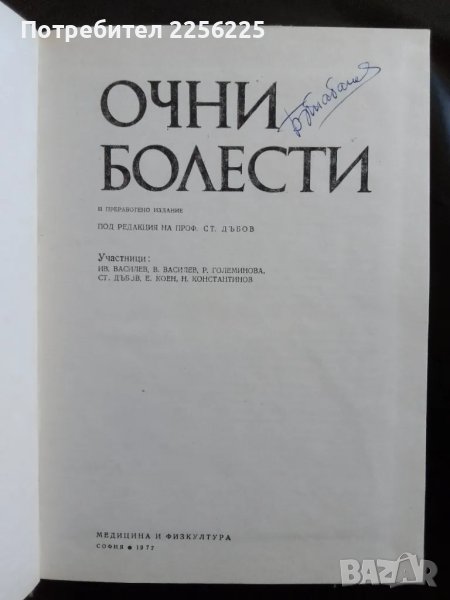 Потребител 2256225
ОЧНИ
БОЛЕСТИ
II ПРЕРАБОТЕНО ИЗДАНИЕ
ПОД РЕДАКЦИЯ НА ПРОФ. СТ. ДЪБОВ
Участници:
ИВ. ВАСИЛЕВ, В. ВАСИЛЕВ, Р. ГОЛЕМИНОВА,
СТ. ДЪБОВ, Е. КОЕН, Н. КОНСТАНТИНОВ
МЕДИЦИНА И ФИЗКУЛТУРА
СОФИЯ ● 1977
BAZAR